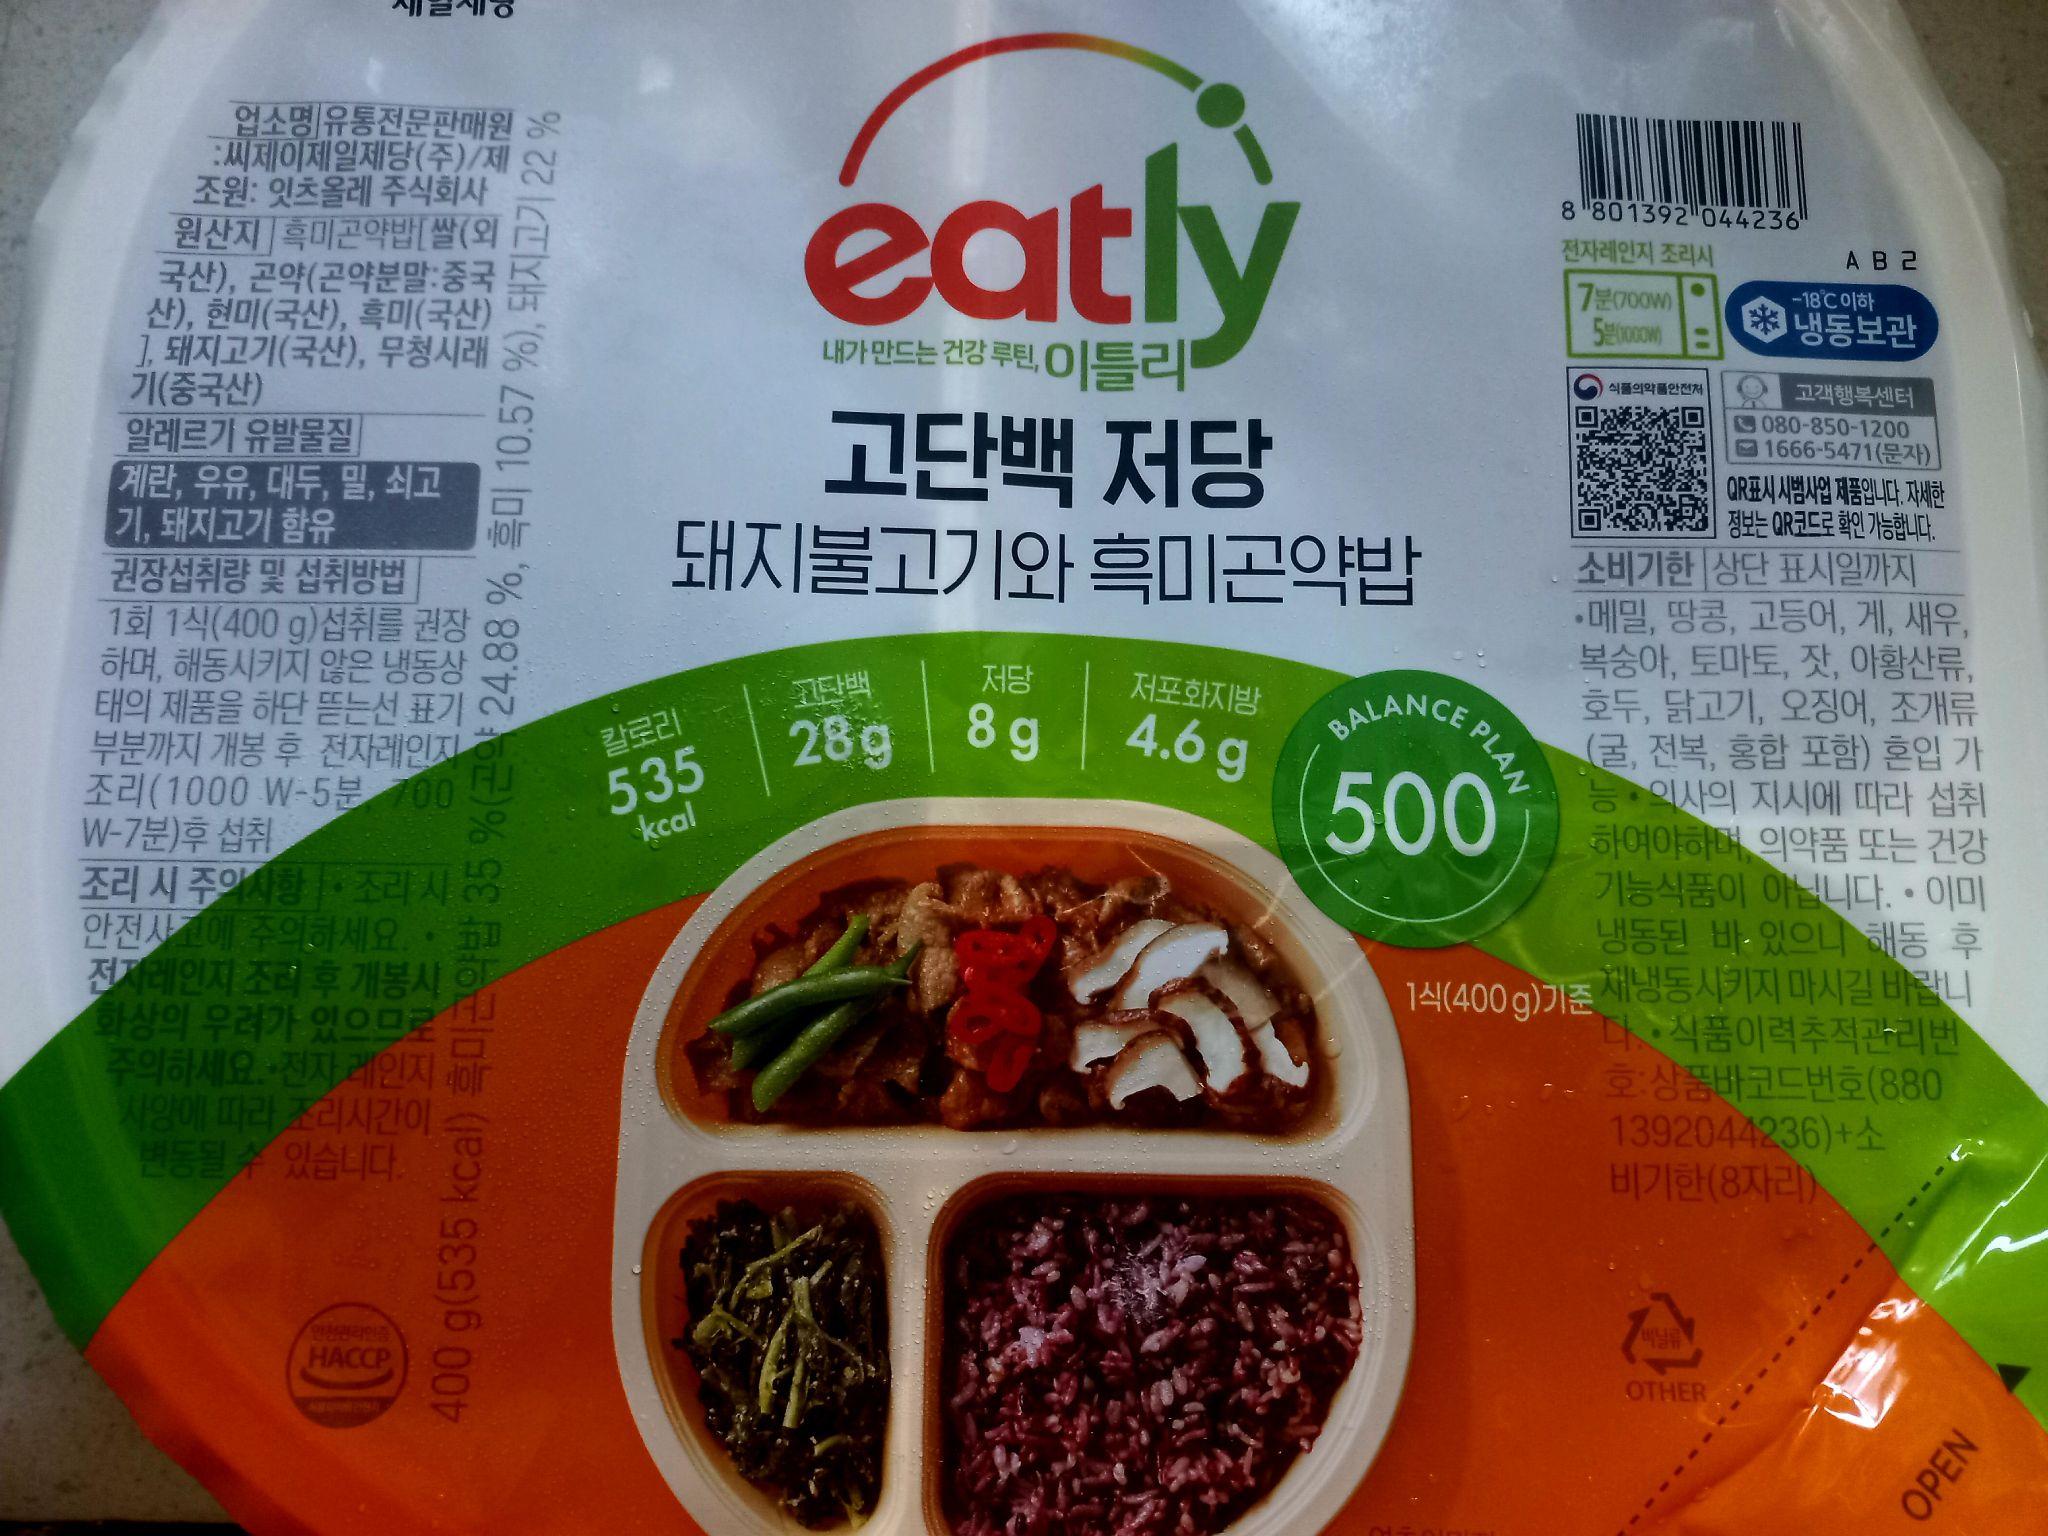 업소명 유통전문판매원
:씨제이제일제당(주)/제
조원: 잇츠올레 주식회사
원산지 흑미곤약밥[쌀(외
국산), 곤약(곤약분말:중국
산), 현미(국산), 흑미(국산)
], 돼지고기(국산), 무청시래
기(중국산)
알레르기 유발물질
계란, 우유, 대두, 밀, 쇠고
기, 돼지고기 함유
권장섭취량 및 섭취방법
1회 1식(400 g)섭취를 권장
하며, 해동시키지 않은 냉동상
태의 제품을 하단 뜯는선 표기
부분까지 개봉 후 전자레인지
조리(1000 W-5분, 700
W-7분)후 섭취
조리 시 주의사항 • 조리 시
안전사고에 주의하세요. •
전자레인지 조리 후 개봉시
화상의 우려가 있으므로
주의하세요.•전자레인지
사양에 따라 조리시간이
변동될 수 있습니다.
400 g(535 kcal) 흑미곤약밥 35 %(곤약 24.88 %, 흑미 10.57 %), 돼지고기 22 %
안전관리인증
HACCP
eatly
내가 만드는 건강 루틴, 이틀리
고단백 저당
돼지불고기와 흑미곤약밥
칼로리
535
kcal
고단백
28g
저당
8g
저포화지방
4.6g
BALANCE PLAN
500
1식(400g)기준
8 801392 044236
전자레인지 조리시
7분(700W)
5분(1000W)
A B 2
-18℃ 이하
냉동보관
식품의약품안전처
고객행복센터
080-850-1200
1666-5471(문자)
QR표시 시범사업 제품입니다. 자세한
정보는 QR코드로 확인 가능합니다.
소비기한 상단 표시일까지
•메밀, 땅콩, 고등어, 게, 새우,
복숭아, 토마토, 잣, 아황산류,
호두, 닭고기, 오징어, 조개류
(굴, 전복, 홍합 포함) 혼입 가
능 • 의사의 지시에 따라 섭취
하여야하며, 의약품 또는 건강
기능식품이 아닙니다. • 이미
냉동된 바 있으니 해동 후
재냉동시키지 마시길 바랍니
다. • 식품이력추적관리번
호:상품바코드번호(880
1392044236)+소
비기한(8자리)
비닐류
OTHER
OPEN